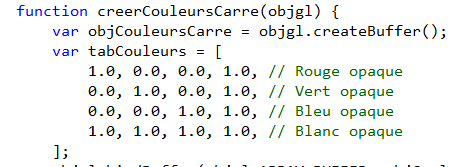 function creerCouleursCarre(objgl) {
var objCouleursCarre = objgl.createBuffer();
var tabCouleurs = [
1.0, 0.0, 0.0, 1.0, // Rouge opaque
0.0, 1.0, 0.0, 1.0, // Vert opaque
0.0, 0.0, 1.0, 1.0, // Bleu opaque
1.0, 1.0, 1.0, 1.0, // Blanc opaque
];